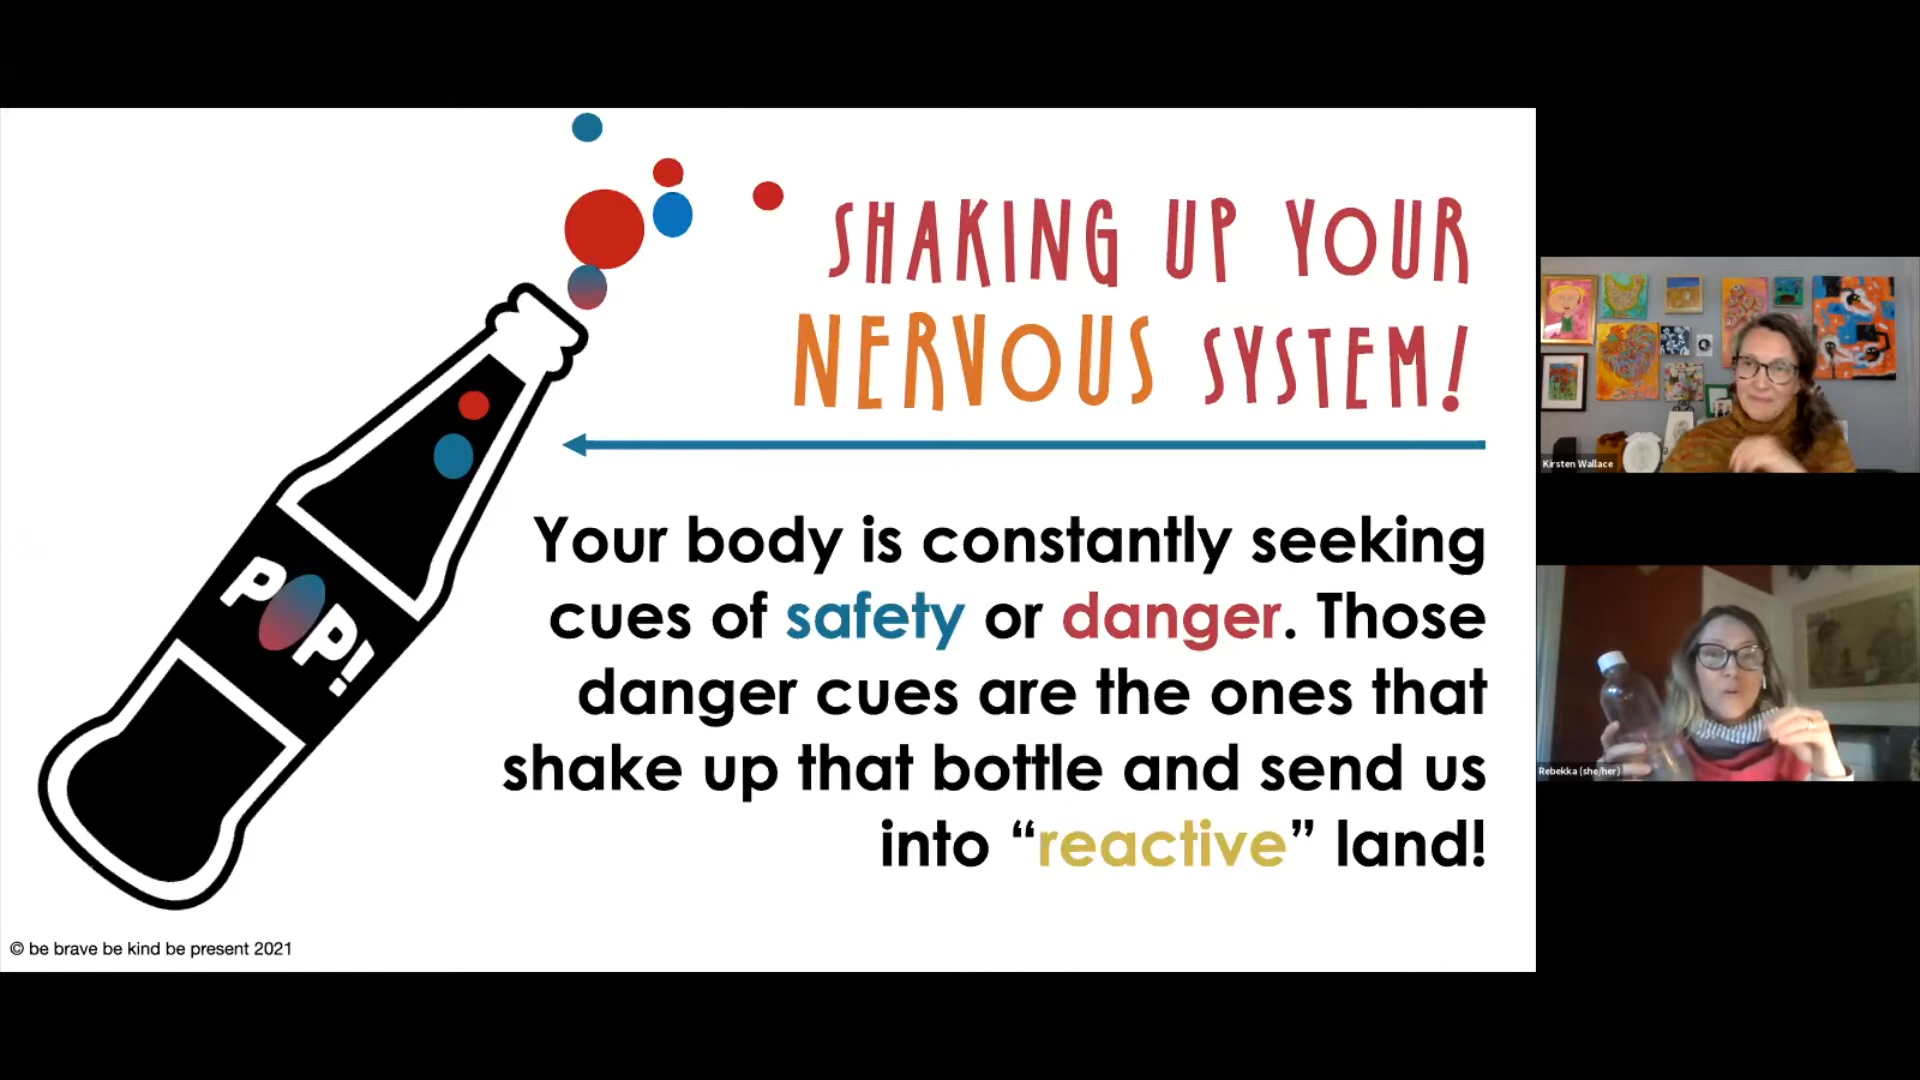 SHAKING UP YOUR
NERVOUS SYSTEM!
Your body is constantly seeking
cues of safety or danger. Those
danger cues are the ones that
shake up that bottle and send us
into “reactive” land!
POP!
© be brave be kind be present 2021
Kirsten Wallace
Rebekka (she/her)